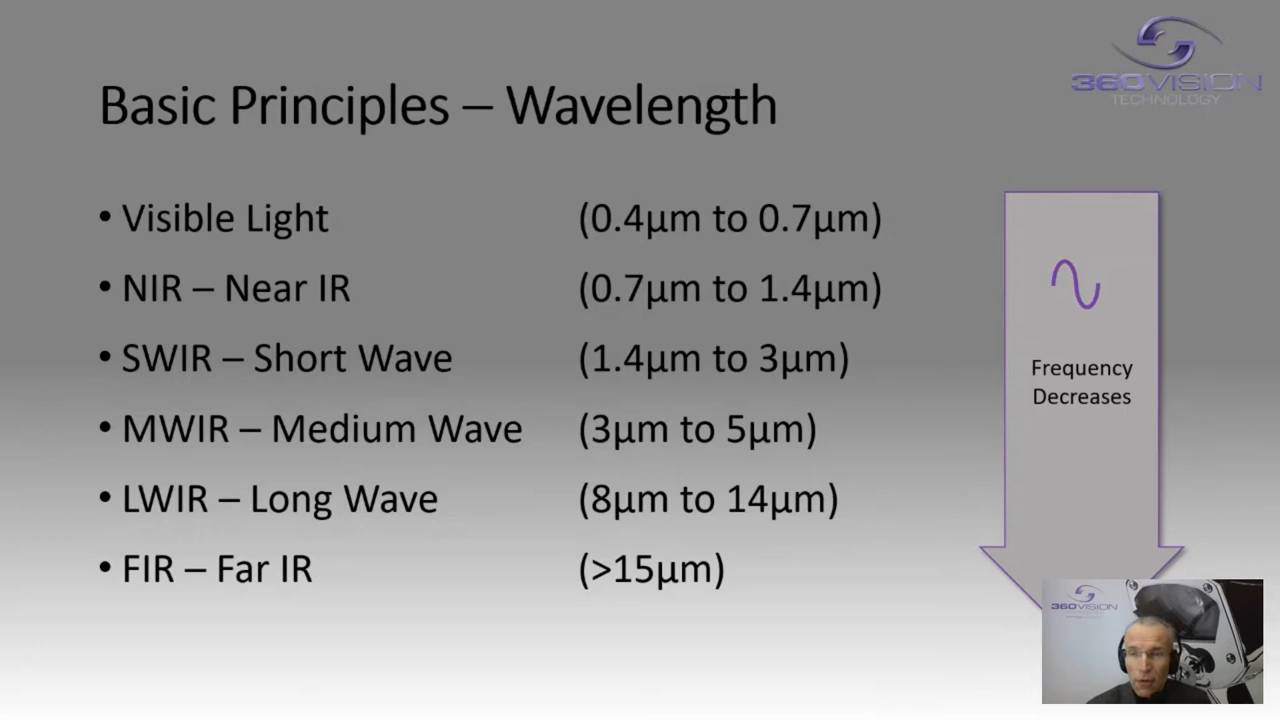 360VISION
TECHNOLOGY
Basic Principles – Wavelength
• Visible Light (0.4µm to 0.7µm)
• NIR – Near IR (0.7µm to 1.4µm)
• SWIR – Short Wave (1.4µm to 3µm)
• MWIR – Medium Wave (3µm to 5µm)
• LWIR – Long Wave (8µm to 14µm)
• FIR – Far IR (>15µm)
Frequency
Decreases
360VISION